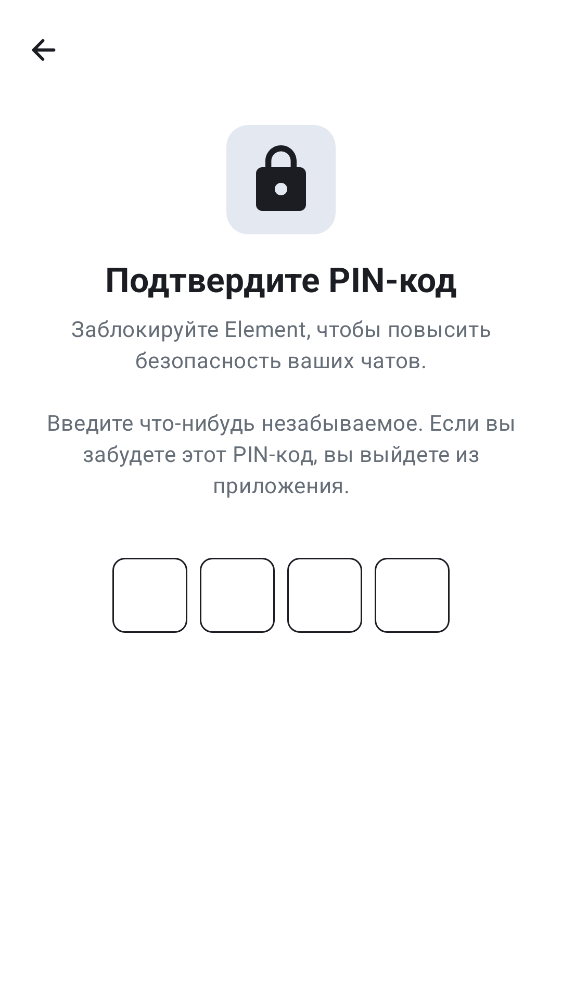 Подтвердите PIN-код
Заблокируйте Element, чтобы повысить
безопасность ваших чатов.
Введите что-нибудь незабываемое. Если вы
забудете этот PIN-код, вы выйдете из
приложения.